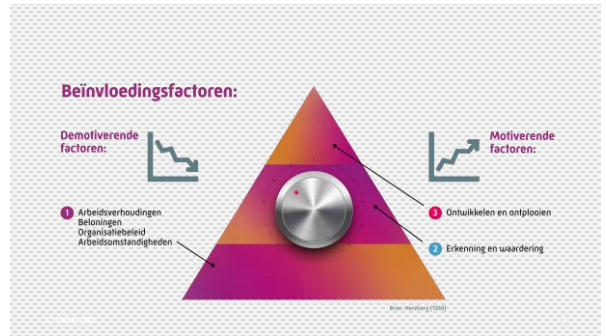 Beïnvloedingsfactoren:
Demotiverende
factoren:
Motiverende
factoren:
1 Arbeidsverhoudingen
Beloningen
Organisatiebeleid
Arbeidsomstandigheden
3 Ontwikkelen en ontplooien
2 Erkenning en waardering
Bron: Herzberg (1959)